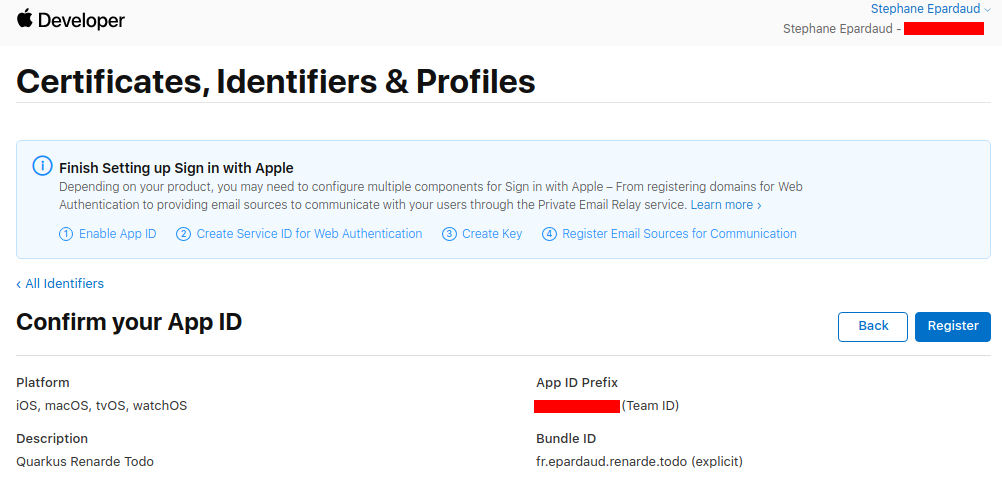 Developer
Stephane Epardaud
Stephane Epardaud -
Certificates, Identifiers & Profiles
Finish Setting up Sign in with Apple
Depending on your product, you may need to configure multiple components for Sign in with Apple – From registering domains for Web
Authentication to providing email sources to communicate with your users through the Private Email Relay service. Learn more ›
1 Enable App ID 2 Create Service ID for Web Authentication 3 Create Key 4 Register Email Sources for Communication
‹ All Identifiers
Confirm your App ID
Back Register
Platform
iOS, macOS, tvOS, watchOS
App ID Prefix
(Team ID)
Description
Quarkus Renarde Todo
Bundle ID
fr.epardaud.renarde.todo (explicit)